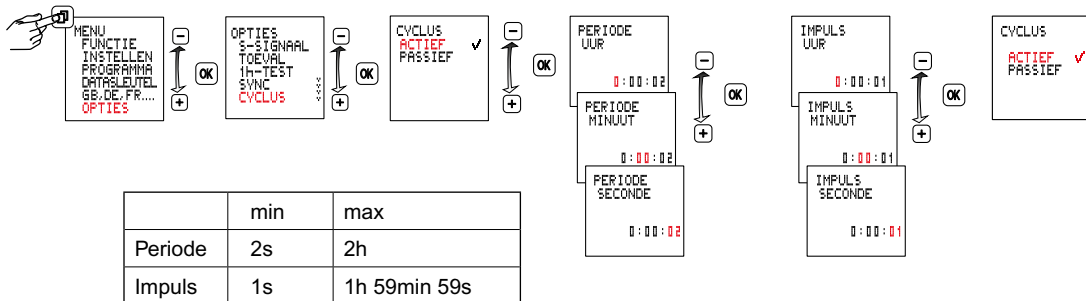 MENU
FUNCTIE
INSTELLEN
PROGRAMMA
DATASLEUTEL
GB,DE,FR....
OPTIES
-
OK
+
OPTIES
S-SIGNAAL
TOEVAL
1h-TEST
SYNC
CYCLUS
-
OK
+
CYCLUS
ACTIEF ✓
PASSIEF
-
OK
+
PERIODE
UUR
0:00:02
PERIODE
MINUUT
0:00:02
PERIODE
SECONDE
0:00:02
-
OK
+
IMPULS
UUR
0:00:01
IMPULS
MINUUT
0:00:01
IMPULS
SECONDE
0:00:01
-
OK
+
CYCLUS
ACTIEF ✓
PASSIEF
min max
Periode 2s 2h
Impuls 1s 1h 59min 59s